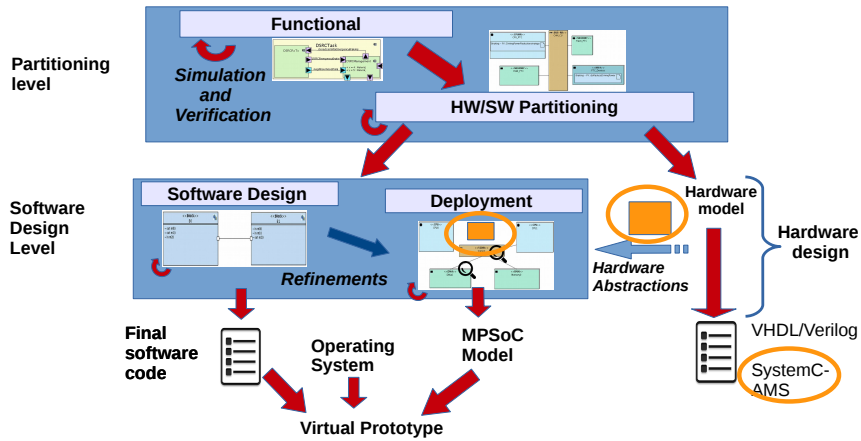 Functional
DSRCTask
Partitioning
level
Simulation
and
Verification
HW/SW Partitioning
Software
Design
Level
Software Design
Deployment
Hardware
model
Hardware
design
Refinements
Hardware
Abstractions
Final
software
code
Operating
System
MPSoC
Model
VHDL/Verilog
SystemC-
AMS
Virtual Prototype